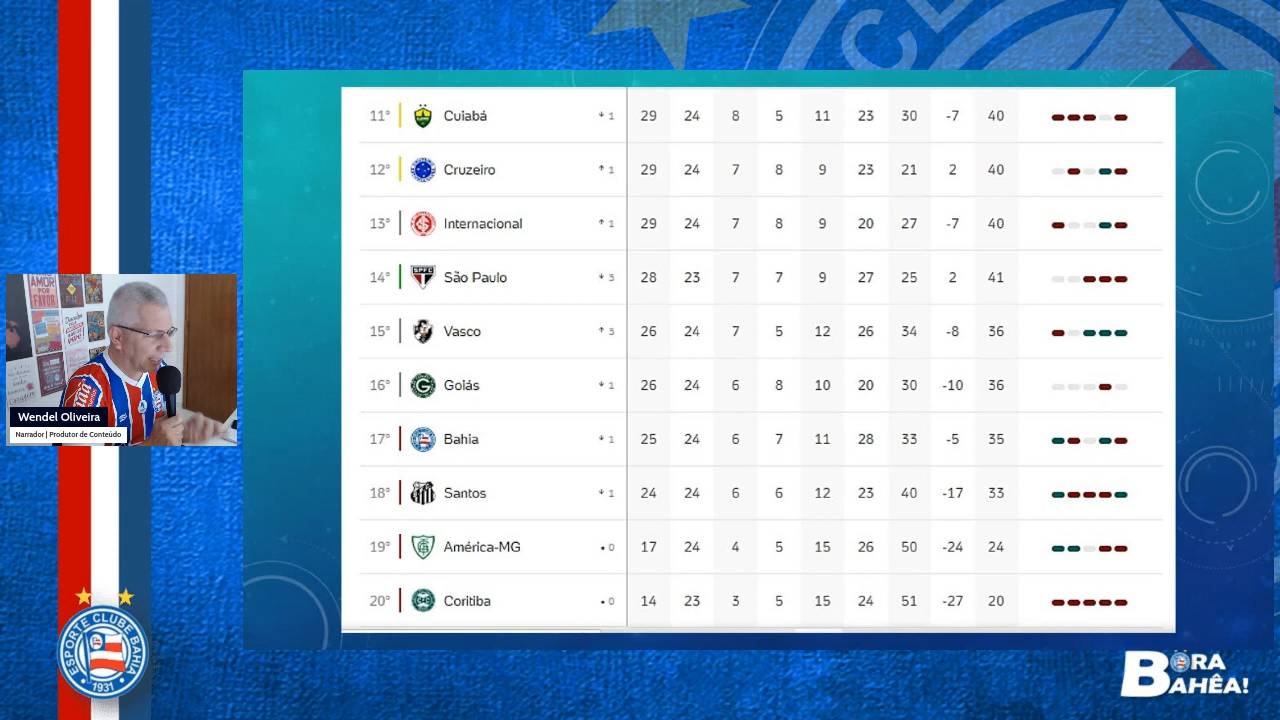 11° Cuiabá ↓ 1 29 24 8 5 11 23 30 -7 40
12° Cruzeiro ↑ 1 29 24 7 8 9 23 21 2 40
13° Internacional ↑ 1 29 24 7 8 9 20 27 -7 40
14° SPFC São Paulo ↓ 3 28 23 7 7 9 27 25 2 41
15° Vasco ↑ 3 26 24 7 5 12 26 34 -8 36
16° Goiás ↓ 1 26 24 6 8 10 20 30 -10 36
17° Bahia ↓ 1 25 24 6 7 11 28 33 -5 35
18° Santos ↓ 1 24 24 6 6 12 23 40 -17 33
19° América-MG • 0 17 24 4 5 15 26 50 -24 24
20° Coritiba • 0 14 23 3 5 15 24 51 -27 20
AMOR!
POR
FAVOR
Wendel Oliveira
Narrador | Produtor de Conteúdo
ESPORTE CLUBE BAHIA
1931
BORA
BAHÊA!
CL